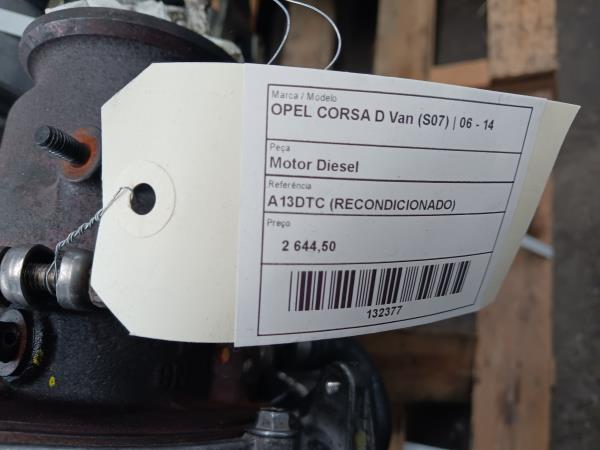 Marca / Modelo
OPEL CORSA D Van (S07) | 06 - 14
Peça
Motor Diesel
Referência
A13DTC (RECONDICIONADO)
Preço
2 644,50
132377